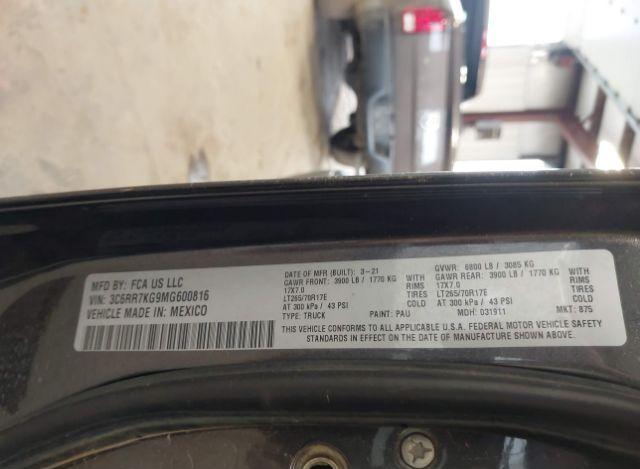 MFD BY: FCA US LLC
VIN: 3C6RR7KG9MG600816
VEHICLE MADE IN: MEXICO
DATE OF MFR (BUILT): 3-21 GVWR: 6800 LB / 3085 KG
GAWR FRONT: 3900 LB / 1770 KG WITH GAWR REAR: 3900 LB / 1770 KG WITH
17X7.0 RIMS 17X7.0 RIMS
LT265/70R17E TIRES LT265/70R17E TIRES
AT 300 kPa / 43 PSI COLD AT 300 kPa / 43 PSI COLD
TYPE: TRUCK PAINT: PAU MDH: 031911 MKT: 875
THIS VEHICLE CONFORMS TO ALL APPLICABLE U.S.A. FEDERAL MOTOR VEHICLE SAFETY
STANDARDS IN EFFECT ON THE DATE OF MANUFACTURE SHOWN ABOVE.